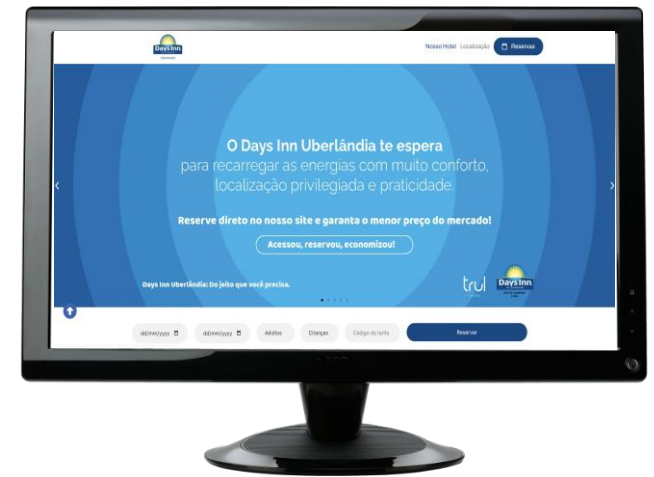 Days Inn
Nosso Hotel Localização Reservas
O Days Inn Uberlândia te espera
para recarregar as energias com muito conforto,
localização privilegiada e praticidade.
Reserve direto no nosso site e garanta o menor preço do mercado!
Acessou, reservou, economizou!
Days Inn Uberlândia: Do jeito que você precisa.
trul
Days Inn
dd/mm/yyyy dd/mm/yyyy Adultos Crianças Código da tarifa Reservar